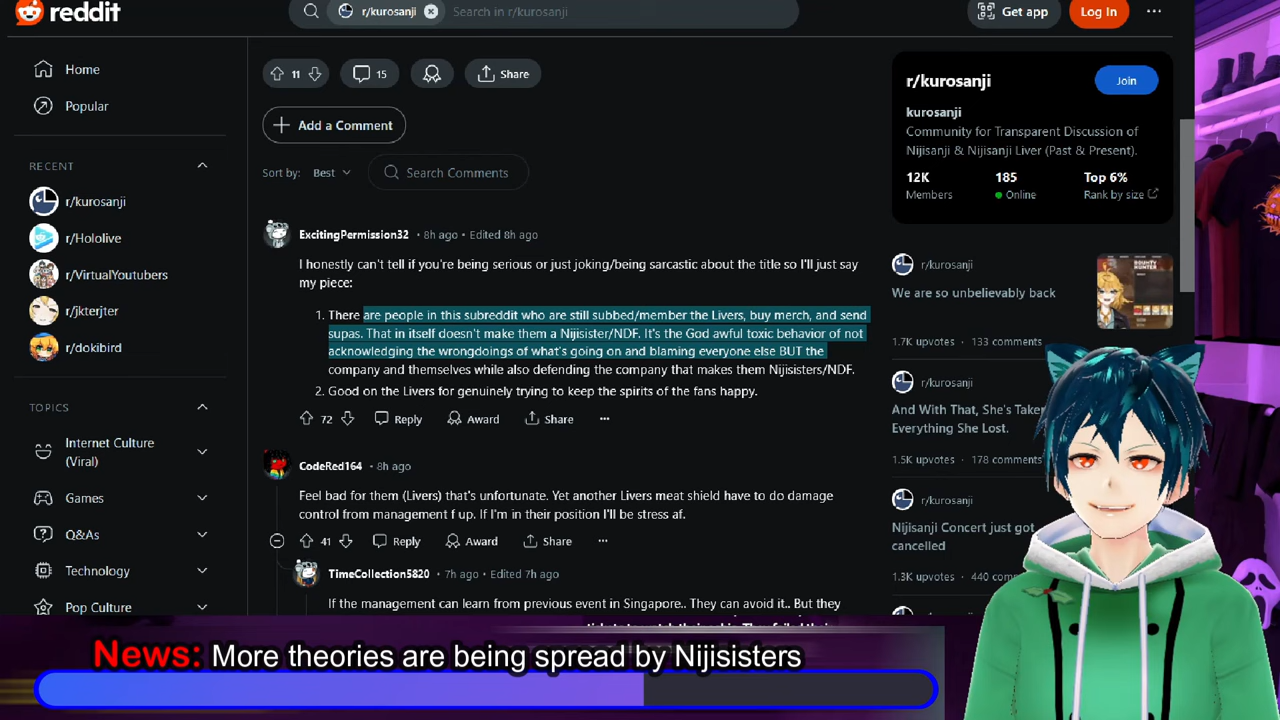 reddit
r/kurosanji
Search in r/kurosanji
Get app
Log In
Home
Popular
RECENT
r/kurosanji
r/Hololive
r/VirtualYoutubers
r/jkterjter
r/dokibird
TOPICS
Internet Culture
(Viral)
Games
Q&As
Technology
Pop Culture
11
15
Share
Add a Comment
Sort by: Best
Search Comments
ExcitingPermission32 • 8h ago • Edited 8h ago
I honestly can't tell if you're being serious or just joking/being sarcastic about the title so I'll just say
my piece:
1. There are people in this subreddit who are still subbed/member the Livers, buy merch, and send
supas. That in itself doesn't make them a Nijisister/NDF. It's the God awful toxic behavior of not
acknowledging the wrongdoings of what's going on and blaming everyone else BUT the
company and themselves while also defending the company that makes them Nijisisters/NDF.
2. Good on the Livers for genuinely trying to keep the spirits of the fans happy.
72 Reply Award Share
CodeRed164 • 8h ago
Feel bad for them (Livers) that's unfortunate. Yet another Livers meat shield have to do damage
control from management f up. If I'm in their position I'll be stress af.
41 Reply Award Share
TimeCollection5820 • 7h ago • Edited 7h ago
If the management can learn from previous event in Singapore.. They can avoid it.. But they
r/kurosanji
Join
kurosanji
Community for Transparent Discussion of
Nijisanji & Nijisanji Liver (Past & Present).
12K 185 Top 6%
Members Online Rank by size
r/kurosanji
We are so unbelievably back
1.7K upvotes • 133 comments
r/kurosanji
And With That, She's Taken
Everything She Lost.
1.5K upvotes • 178 comments
r/kurosanji
Nijisanji Concert just got
cancelled
1.3K upvotes • 440 com
News: More theories are being spread by Nijisisters